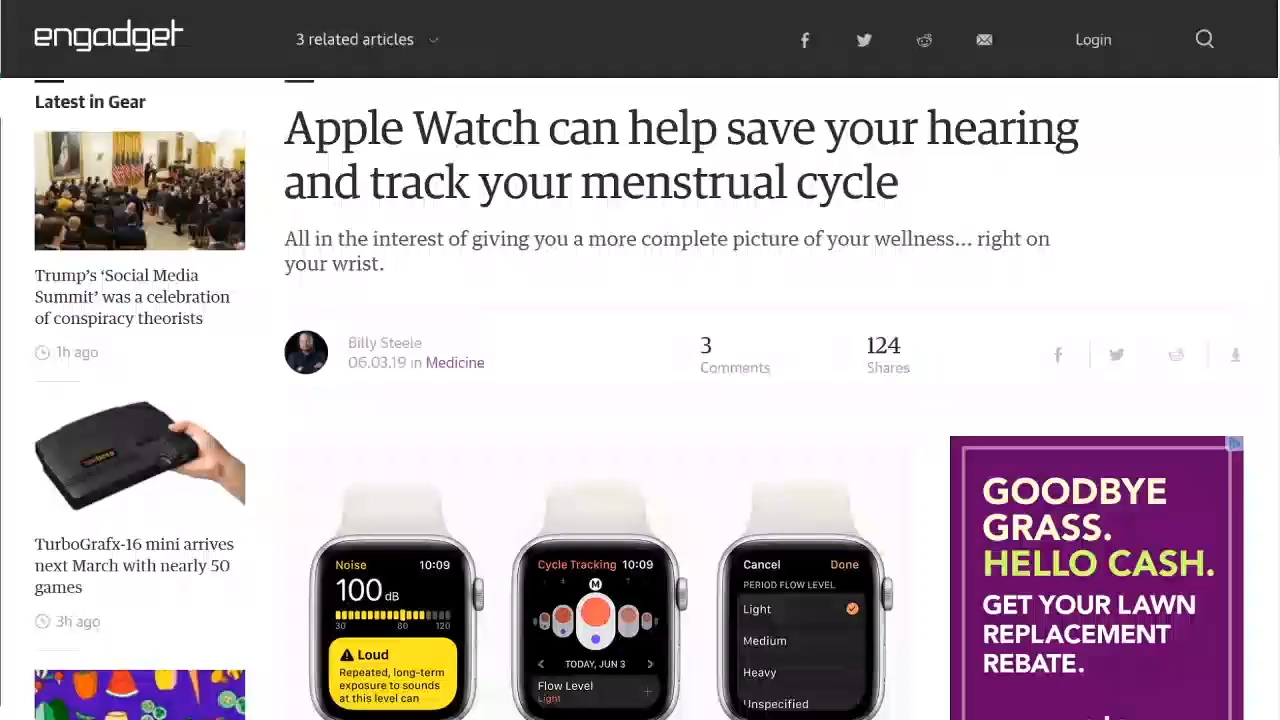 engadget
3 related articles
Login
Latest in Gear
Trump's 'Social Media
Summit' was a celebration
of conspiracy theorists
1h ago
TurboGrafx-16 mini arrives
next March with nearly 50
games
3h ago
Apple Watch can help save your hearing
and track your menstrual cycle
All in the interest of giving you a more complete picture of your wellness... right on
your wrist.
Billy Steele
06.03.19 in Medicine
3
Comments
124
Shares
Noise 10:09
100 dB
30 80 120
Loud
Repeated, long-term
exposure to sounds
at this level can
Cycle Tracking 10:09
M
TODAY, JUN 3
Flow Level
Light
Cancel Done
PERIOD FLOW LEVEL
Light
Medium
Heavy
Unspecified
GOODBYE
GRASS.
HELLO CASH.
GET YOUR LAWN
REPLACEMENT
REBATE.